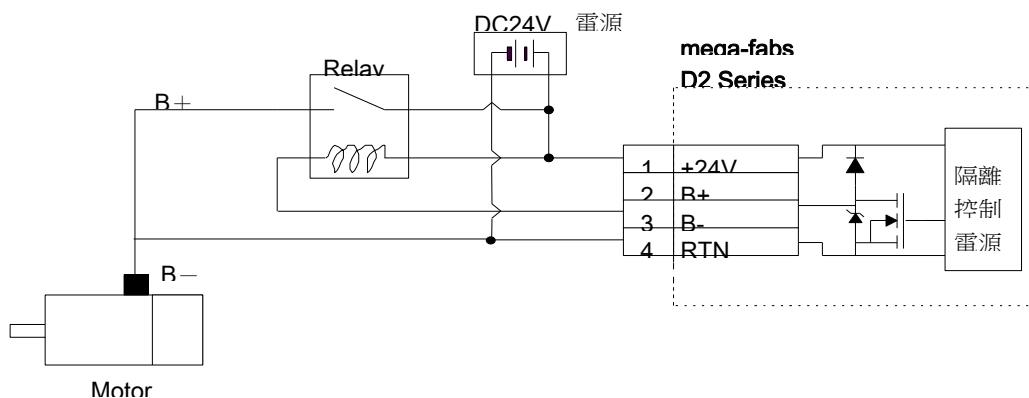 DC24V 電源
mega-fabs
D2 Series
Relay
B+
1 +24V
2 B+
3 B-
4 RTN
隔離
控制
電源
B-
Motor